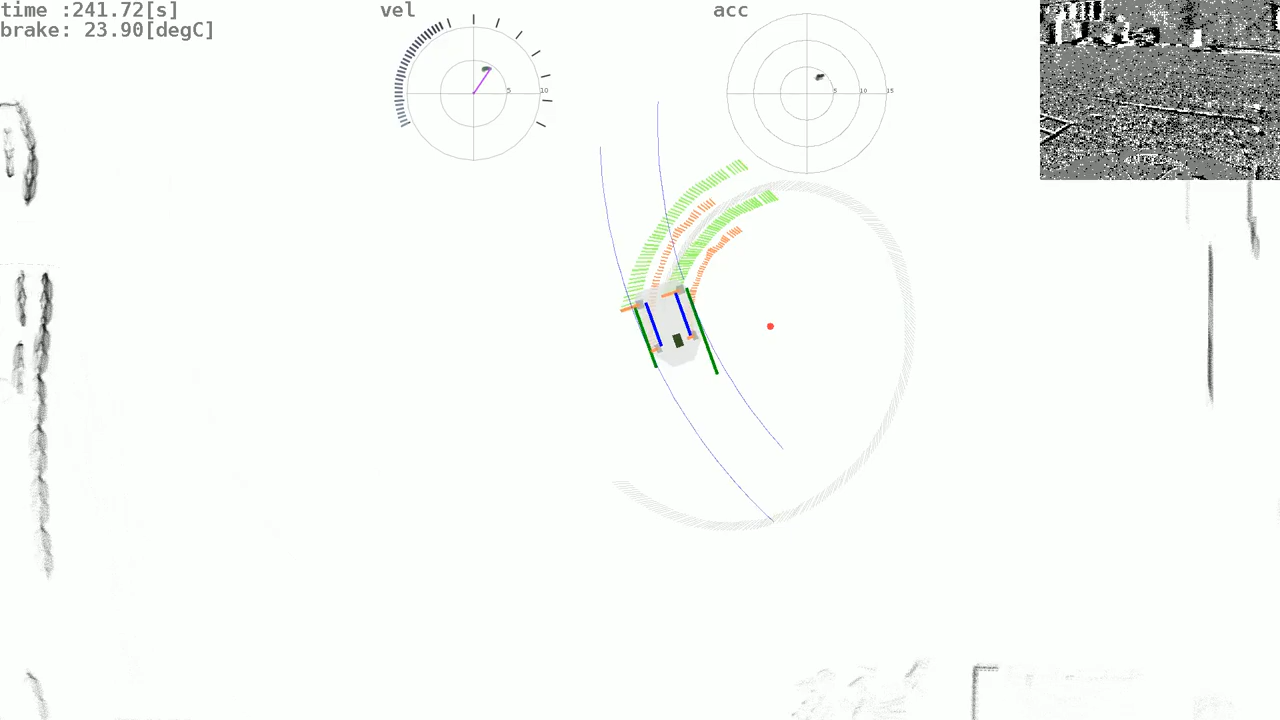 time :241.72[s]
brake: 23.90[degC]
vel
5
10
acc
5
10
15